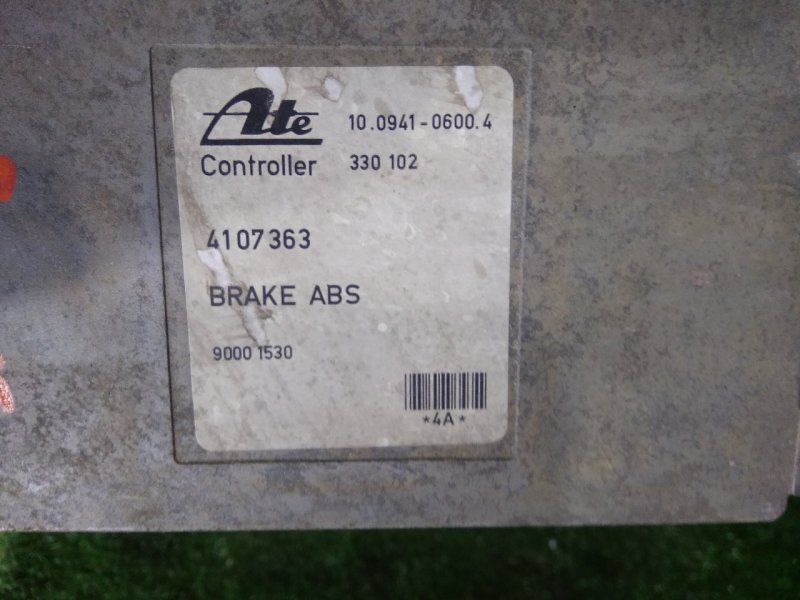 Ate 10.0941-0600.4
Controller 330 102
4107363
BRAKE ABS
9000 1530
*4A*